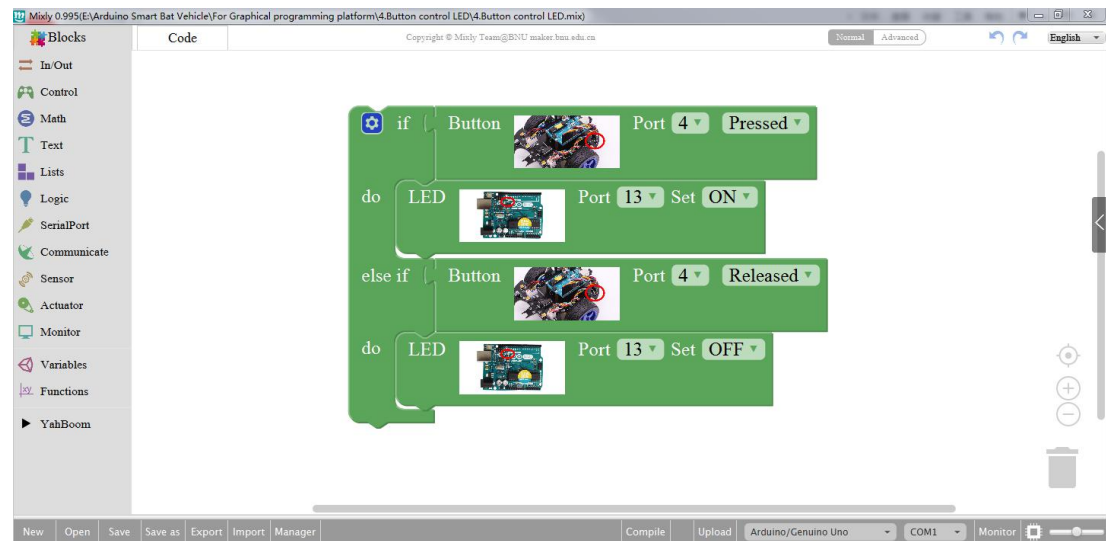 Mixly 0.995(E:\Arduino Smart Bat Vehicle\For Graphical programming platform\4.Button control LED\4.Button control LED.mix)
Blocks Code Copyright © Mixly Team@BNU maker.bnu.edu.cn Normal Advanced English
In/Out
Control
Math
Text
Lists
Logic
SerialPort
Communicate
Sensor
Actuator
Monitor
Variables
Functions
YahBoom
if Button Port 4 Pressed
do LED Port 13 Set ON
else if Button Port 4 Released
do LED Port 13 Set OFF
New Open Save Save as Export Import Manager Compile Upload Arduino/Genuino Uno COM1 Monitor